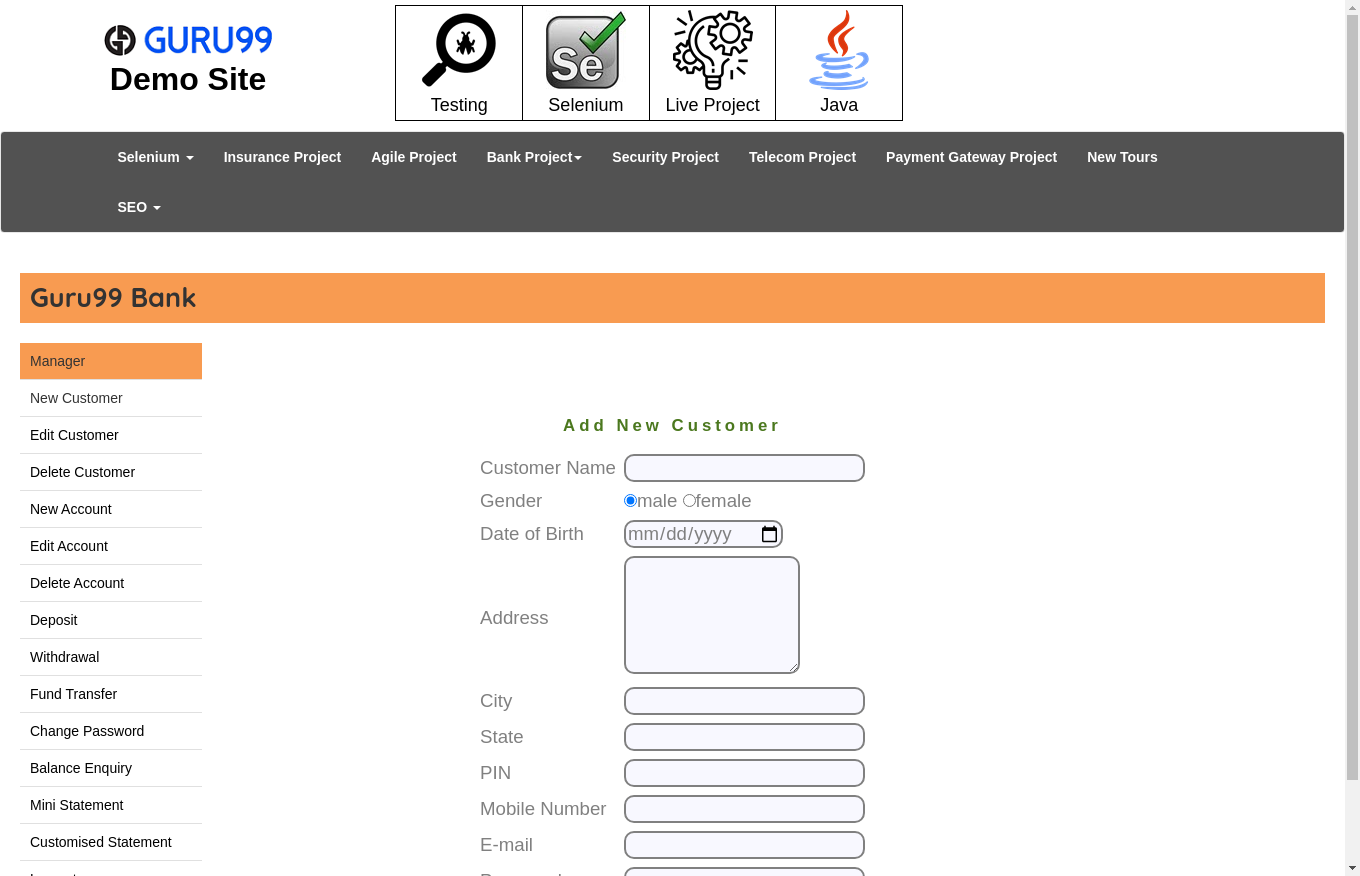 GURU99
Demo Site
Testing
Se
Selenium
Live Project
Java
Selenium
Insurance Project
Agile Project
Bank Project
Security Project
Telecom Project
Payment Gateway Project
New Tours
SEO
Guru99 Bank
Manager
New Customer
Edit Customer
Delete Customer
New Account
Edit Account
Delete Account
Deposit
Withdrawal
Fund Transfer
Change Password
Balance Enquiry
Mini Statement
Customised Statement
Add New Customer
Customer Name
Gender male female
Date of Birth mm/dd/yyyy
Address
City
State
PIN
Mobile Number
E-mail